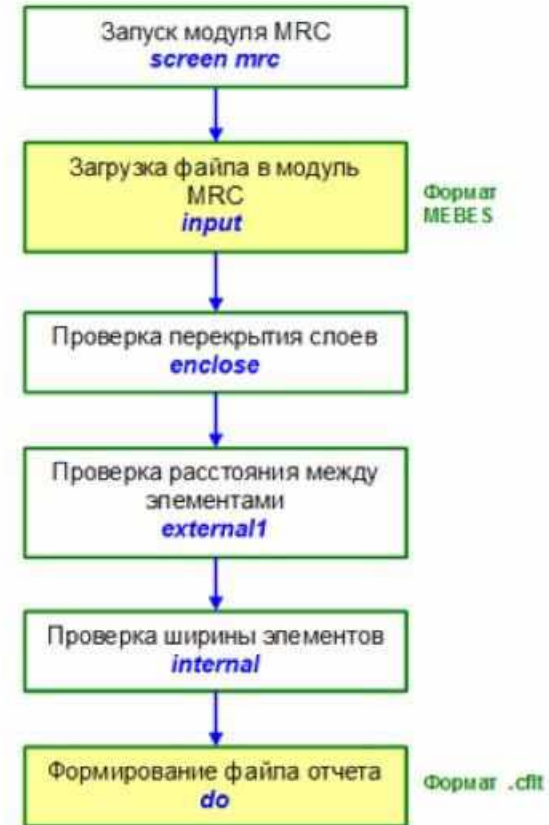 Запуск модуля MRC
screen mrc
Загрузка файла в модуль
MRC
input
Формат
MEBES
Проверка перекрытия слоев
enclose
Проверка расстояния между
элементами
external1
Проверка ширины элементов
internal
Формирование файла отчета
do
Формат .cflt